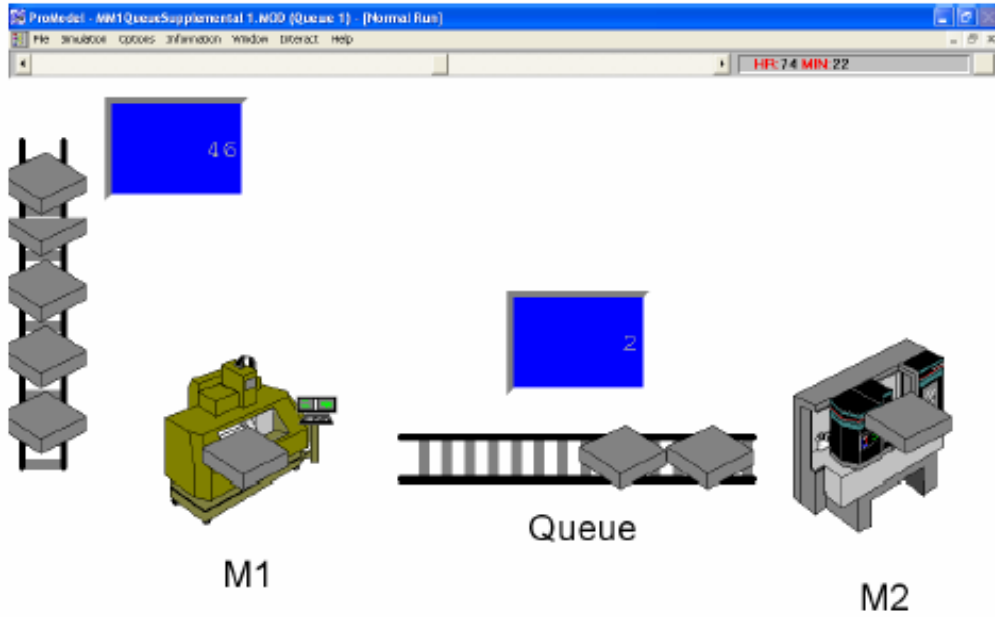 ProModel - MM1QueueSupplemental 1.MOD (Queue 1) - [Normal Run]
File Simulation Options Information Window Interact Help
HR:74 MIN:22
46
2
Queue
M1
M2